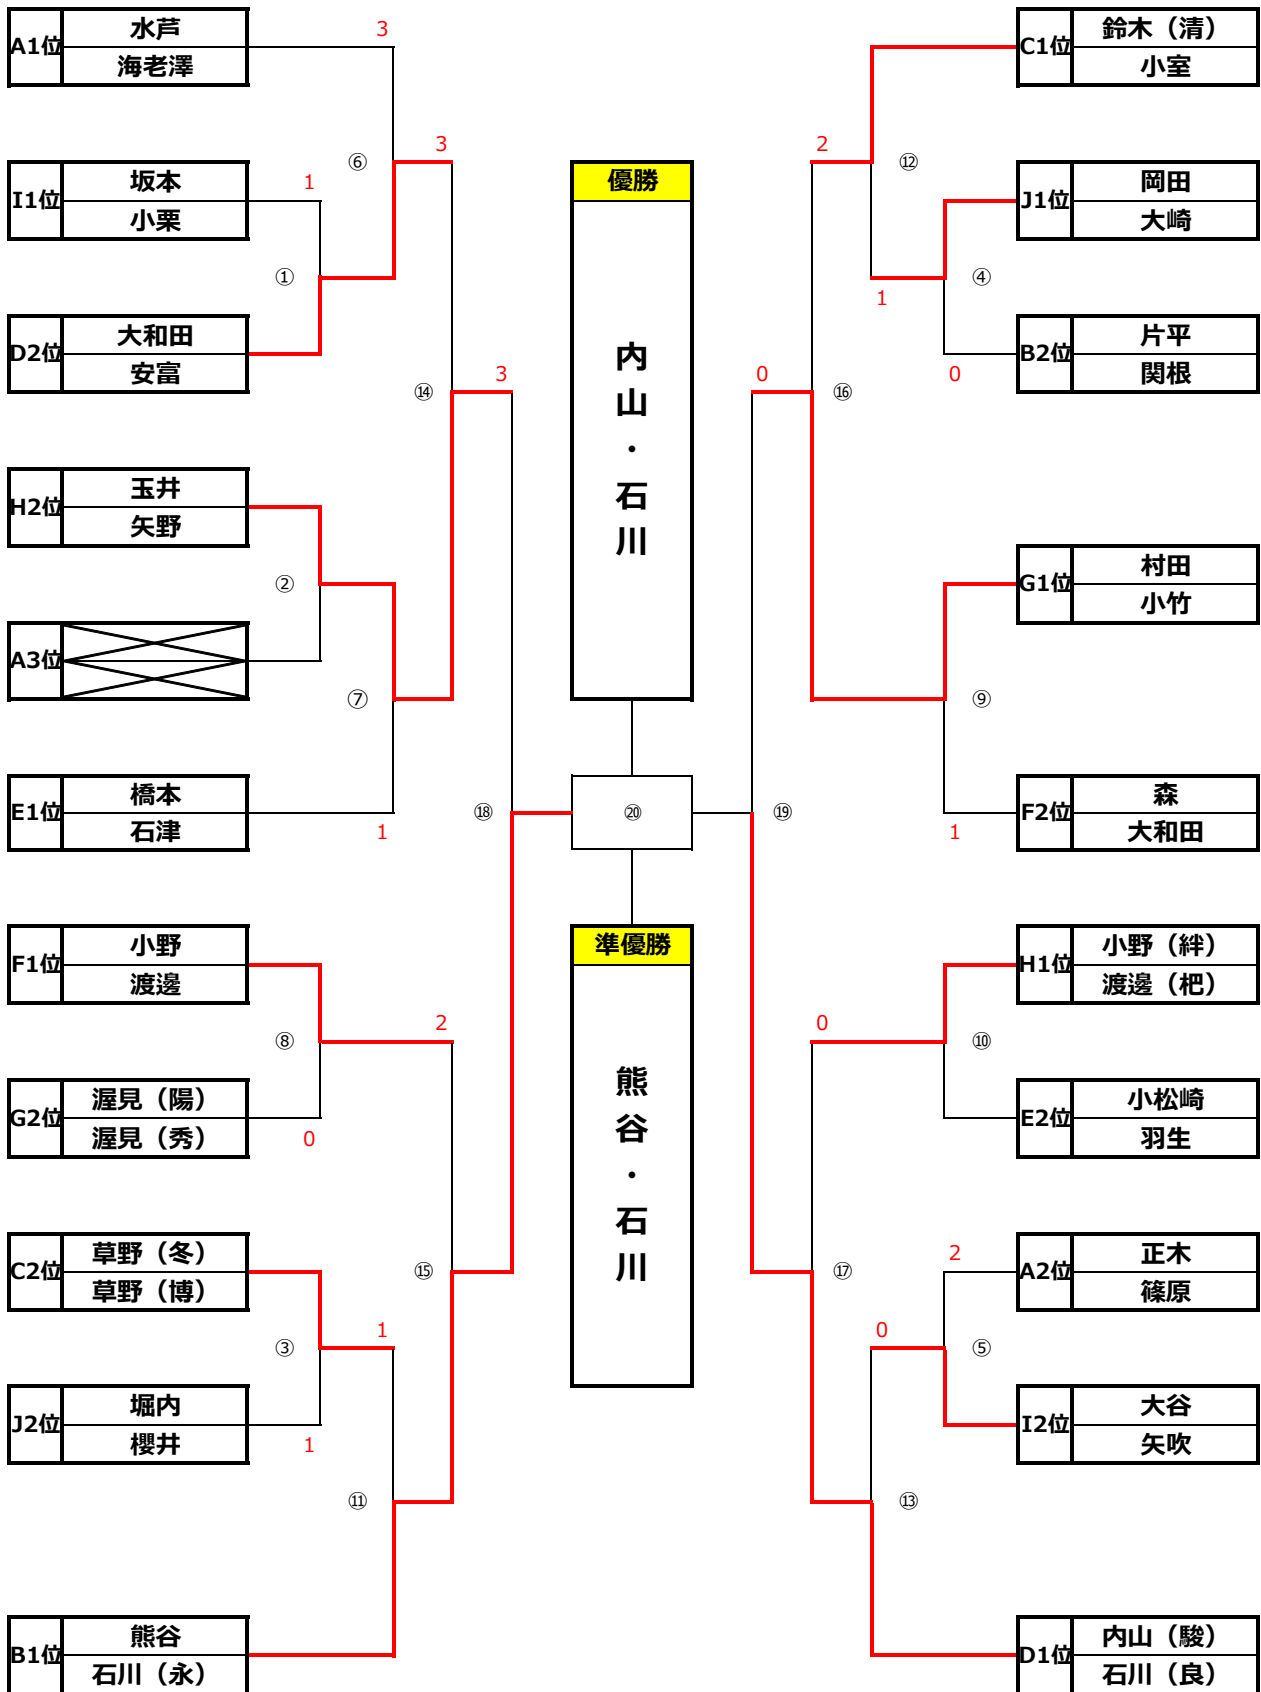 A1位
水芦
海老澤
3
I1位
坂本
小栗
1
⑥
3
①
D2位
大和田
安富
⑭
3
H2位
玉井
矢野
②
A3位
⑦
E1位
橋本
石津
1
⑱
F1位
小野
渡邊
2
⑧
G2位
渥見（陽）
渥見（秀）
0
C2位
草野（冬）
草野（博）
⑮
③
1
J2位
堀内
櫻井
1
⑪
B1位
熊谷
石川（永）
優勝
内山・石川
⑳
準優勝
熊谷・石川
C1位
鈴木（清）
小室
2
⑫
J1位
岡田
大崎
④
1
B2位
片平
関根
0
0
⑯
G1位
村田
小竹
⑨
F2位
森
大和田
1
⑲
H1位
小野（絆）
渡邊（杷）
0
⑩
E2位
小松崎
羽生
A2位
正木
篠原
2
⑰
0
⑤
I2位
大谷
矢吹
⑬
D1位
内山（駿）
石川（良）